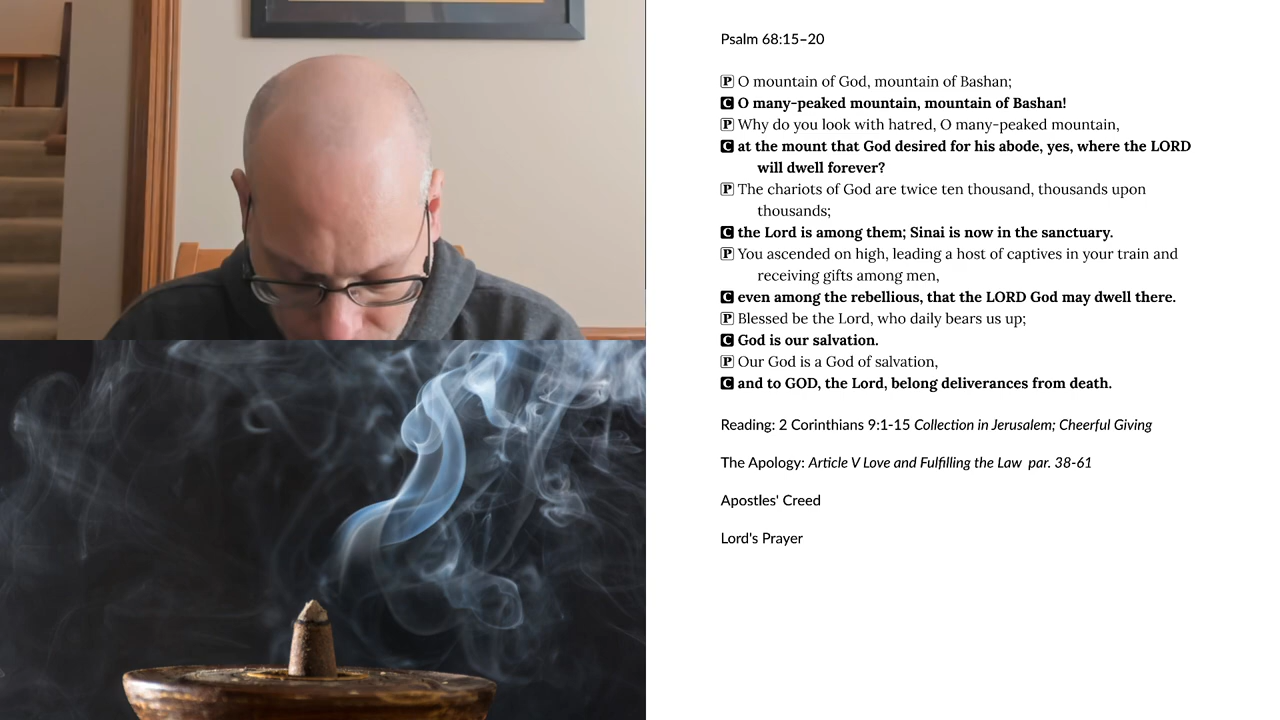 Psalm 68:15–20
P O mountain of God, mountain of Bashan;
C O many-peaked mountain, mountain of Bashan!
P Why do you look with hatred, O many-peaked mountain,
C at the mount that God desired for his abode, yes, where the LORD
will dwell forever?
P The chariots of God are twice ten thousand, thousands upon
thousands;
C the Lord is among them; Sinai is now in the sanctuary.
P You ascended on high, leading a host of captives in your train and
receiving gifts among men,
C even among the rebellious, that the LORD God may dwell there.
P Blessed be the Lord, who daily bears us up;
C God is our salvation.
P Our God is a God of salvation,
C and to GOD, the Lord, belong deliverances from death.
Reading: 2 Corinthians 9:1-15 Collection in Jerusalem; Cheerful Giving
The Apology: Article V Love and Fulfilling the Law par. 38-61
Apostles' Creed
Lord's Prayer